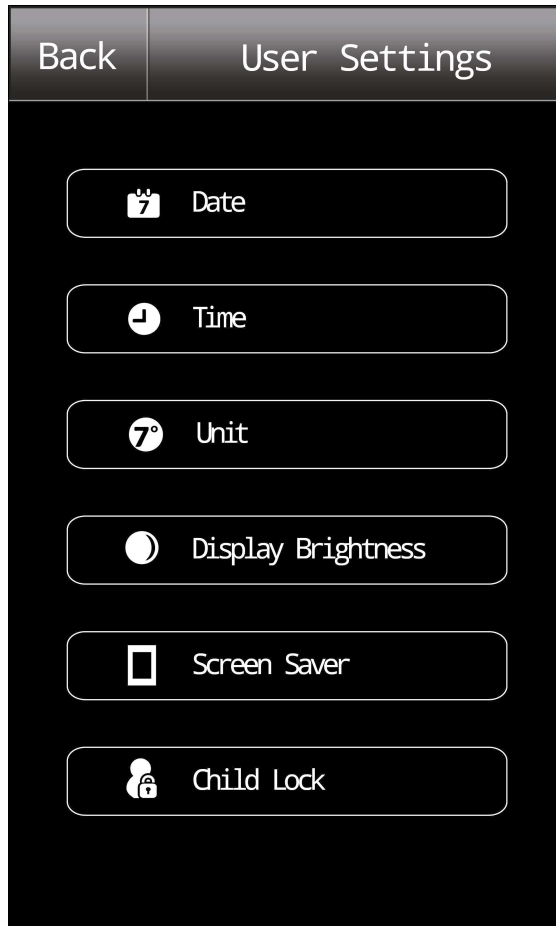 Back
User Settings
7
Date
Time
7°
Unit
Display Brightness
Screen Saver
Child Lock